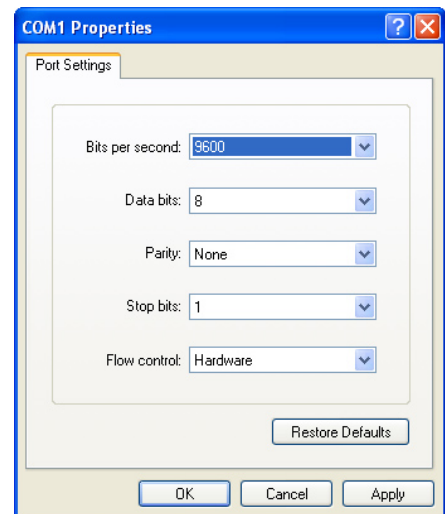 COM1 Properties
Port Settings
Bits per second: 9600
Data bits: 8
Parity: None
Stop bits: 1
Flow control: Hardware
Restore Defaults
OK Cancel Apply